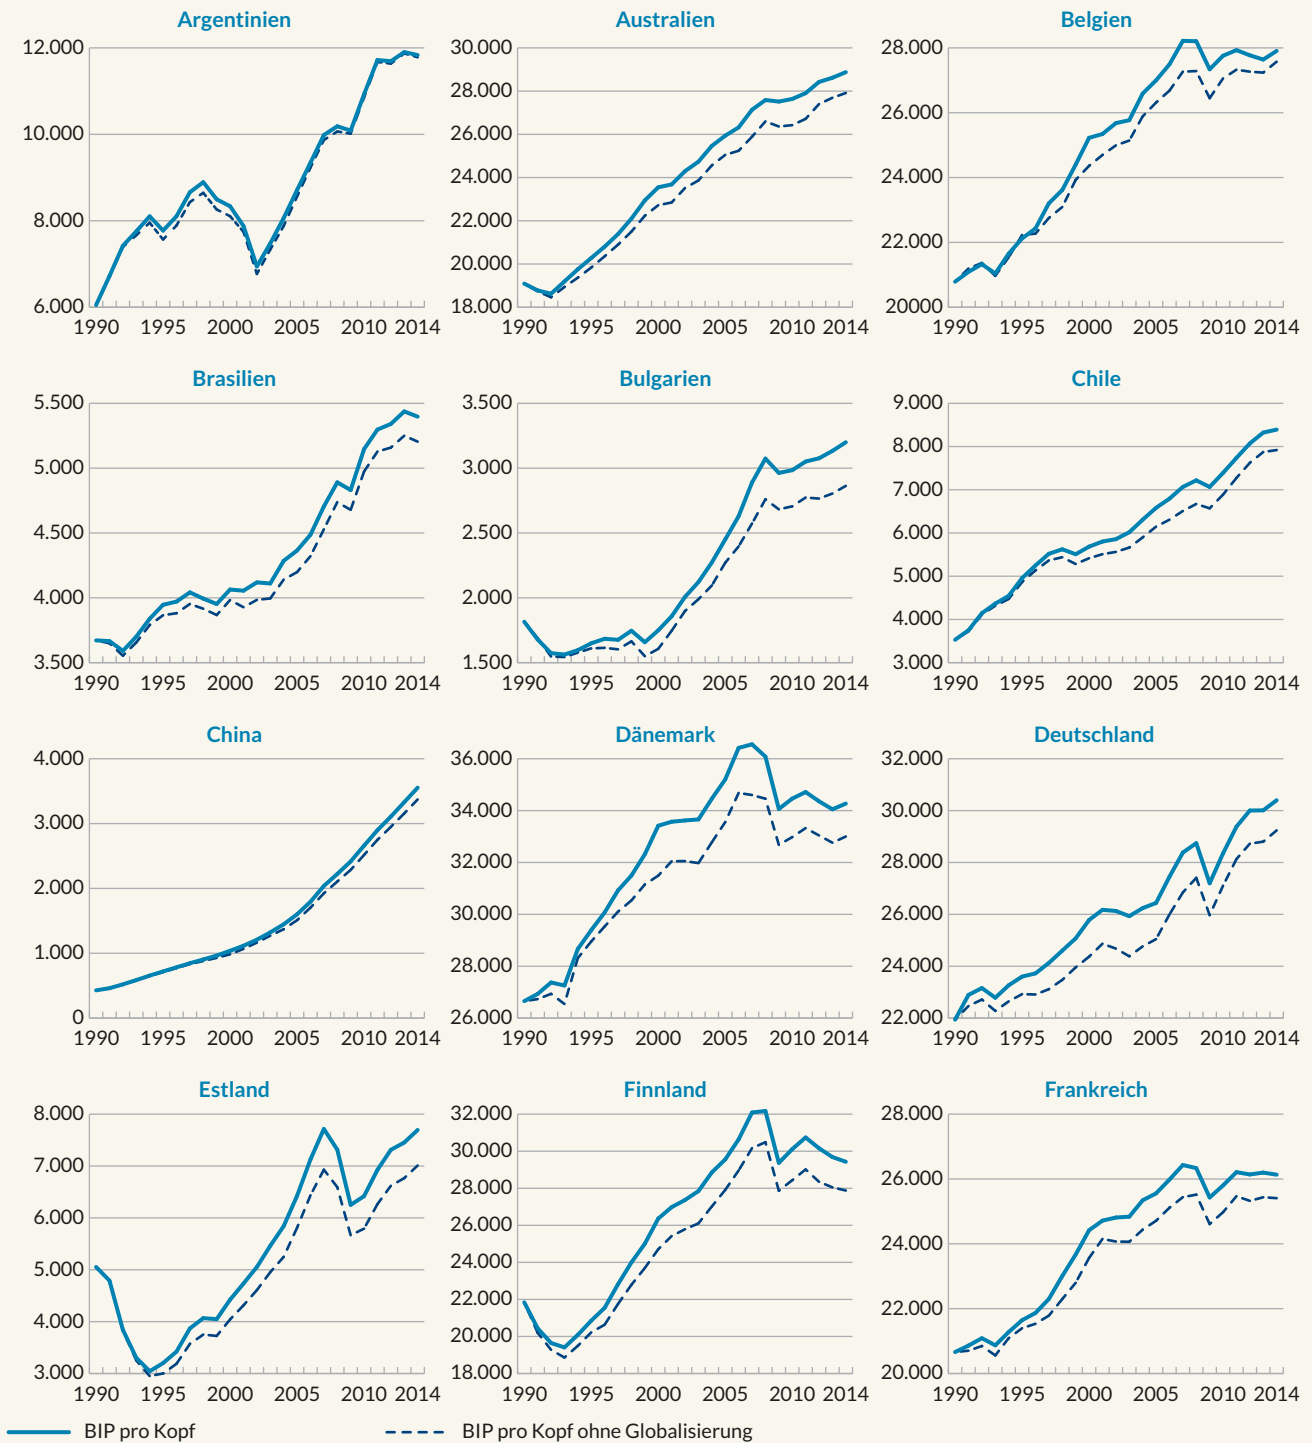 Argentinien
12.000
10.000
8.000
6.000
1990 1995 2000 2005 2010 2014
Australien
30.000
28.000
26.000
24.000
22.000
20.000
18.000
1990 1995 2000 2005 2010 2014
Belgien
28.000
26.000
24.000
22.000
20000
1990 1995 2000 2005 2010 2014
Brasilien
5.500
5.000
4.500
4.000
3.500
1990 1995 2000 2005 2010 2014
Bulgarien
3.500
3.000
2.500
2.000
1.500
1990 1995 2000 2005 2010 2014
Chile
9.000
8.000
7.000
6.000
5.000
4.000
3.000
1990 1995 2000 2005 2010 2014
China
4.000
3.000
2.000
1.000
0
1990 1995 2000 2005 2010 2014
Dänemark
36.000
34.000
32.000
30.000
28.000
26.000
1990 1995 2000 2005 2010 2014
Deutschland
32.000
30.000
28.000
26.000
24.000
22.000
1990 1995 2000 2005 2010 2014
Estland
8.000
7.000
6.000
5.000
4.000
3.000
1990 1995 2000 2005 2010 2014
Finnland
32.000
30.000
28.000
26.000
24.000
22.000
20.000
18.000
1990 1995 2000 2005 2010 2014
Frankreich
28.000
26.000
24.000
22.000
20.000
1990 1995 2000 2005 2010 2014
BIP pro Kopf
BIP pro Kopf ohne Globalisierung